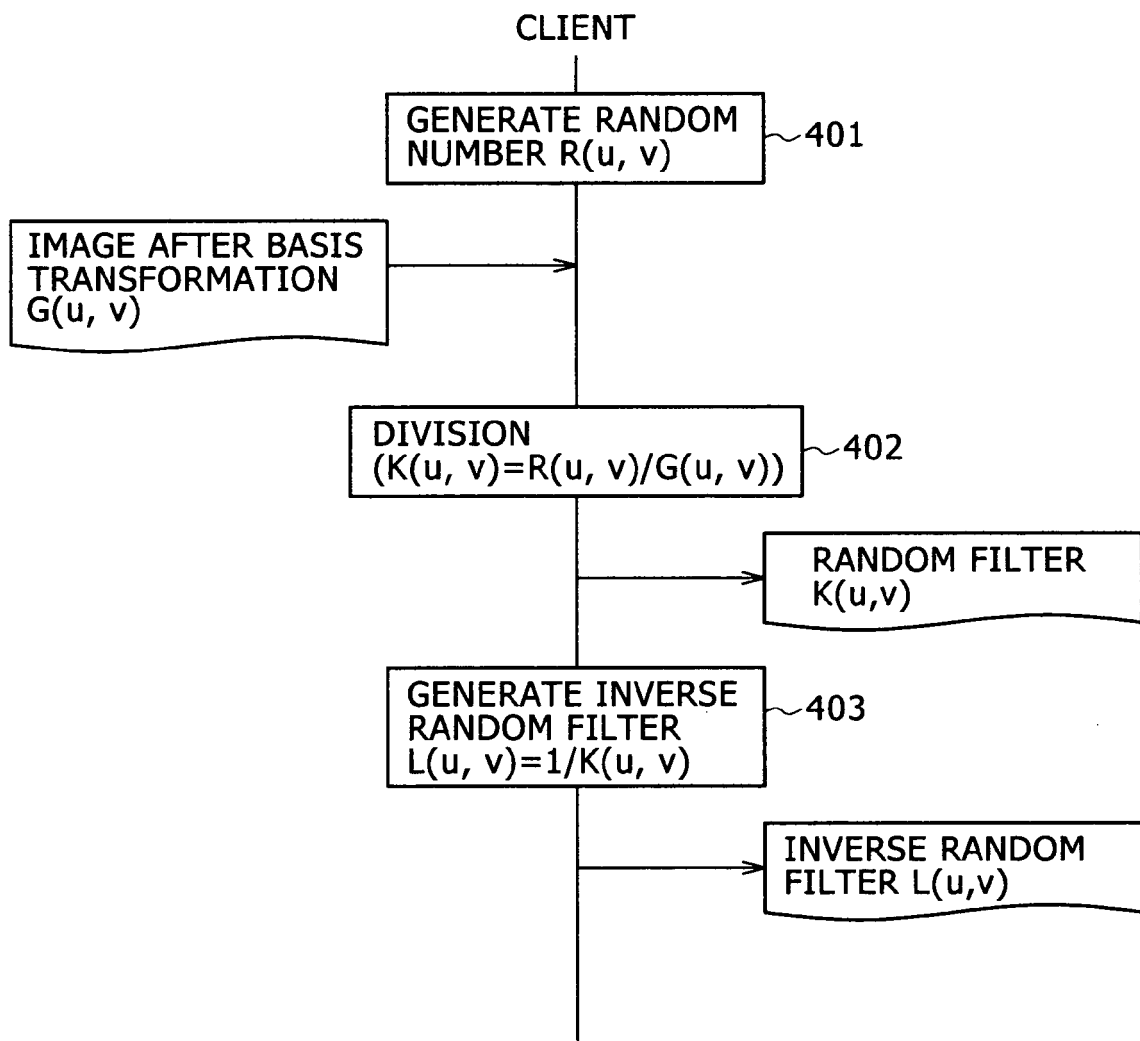 CLIENT
GENERATE RANDOM
NUMBER R(u, v)
401
IMAGE AFTER BASIS
TRANSFORMATION
G(u, v)
DIVISION
(K(u, v)=R(u, v)/G(u, v))
402
RANDOM FILTER
K(u,v)
GENERATE INVERSE
RANDOM FILTER
L(u, v)=1/K(u, v)
403
INVERSE RANDOM
FILTER L(u,v)